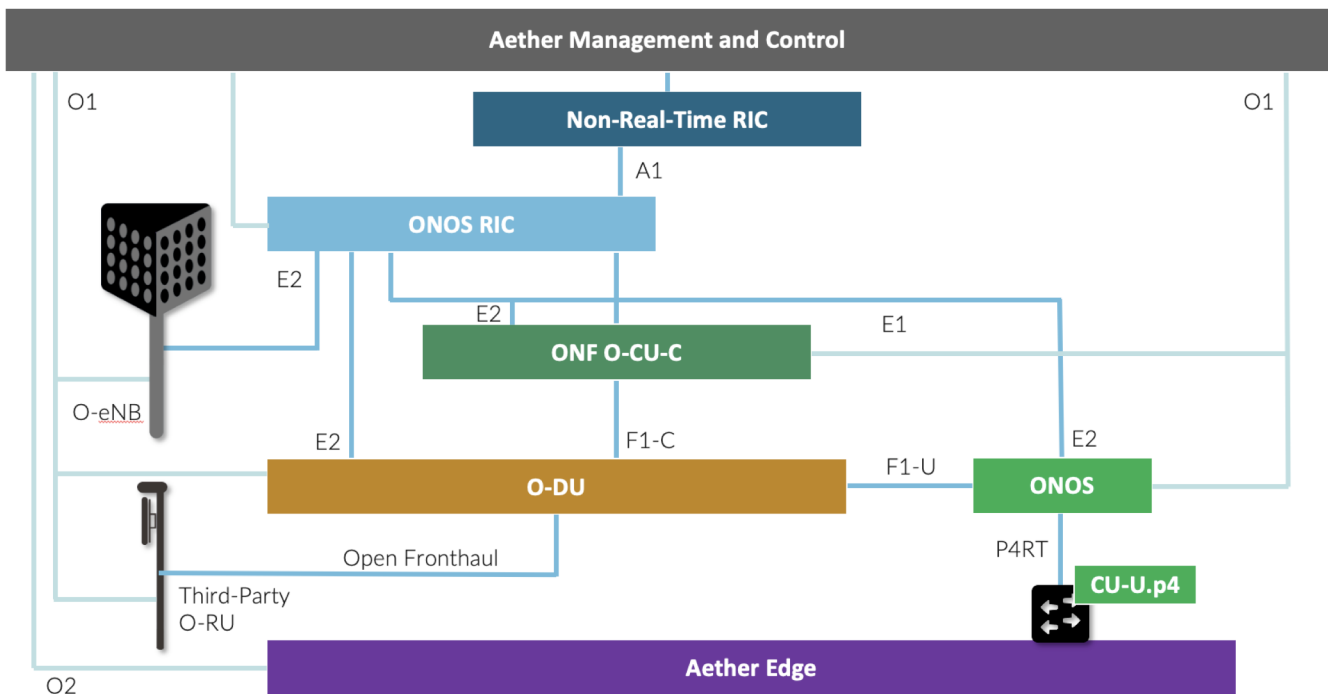 Aether Management and Control
O1
O1
Non-Real-Time RIC
A1
ONOS RIC
E2
E2
E1
ONF O-CU-C
O-eNB
E2
F1-C
E2
F1-U
O-DU
ONOS
P4RT
Open Fronthaul
CU-U.p4
Third-Party
O-RU
Aether Edge
O2